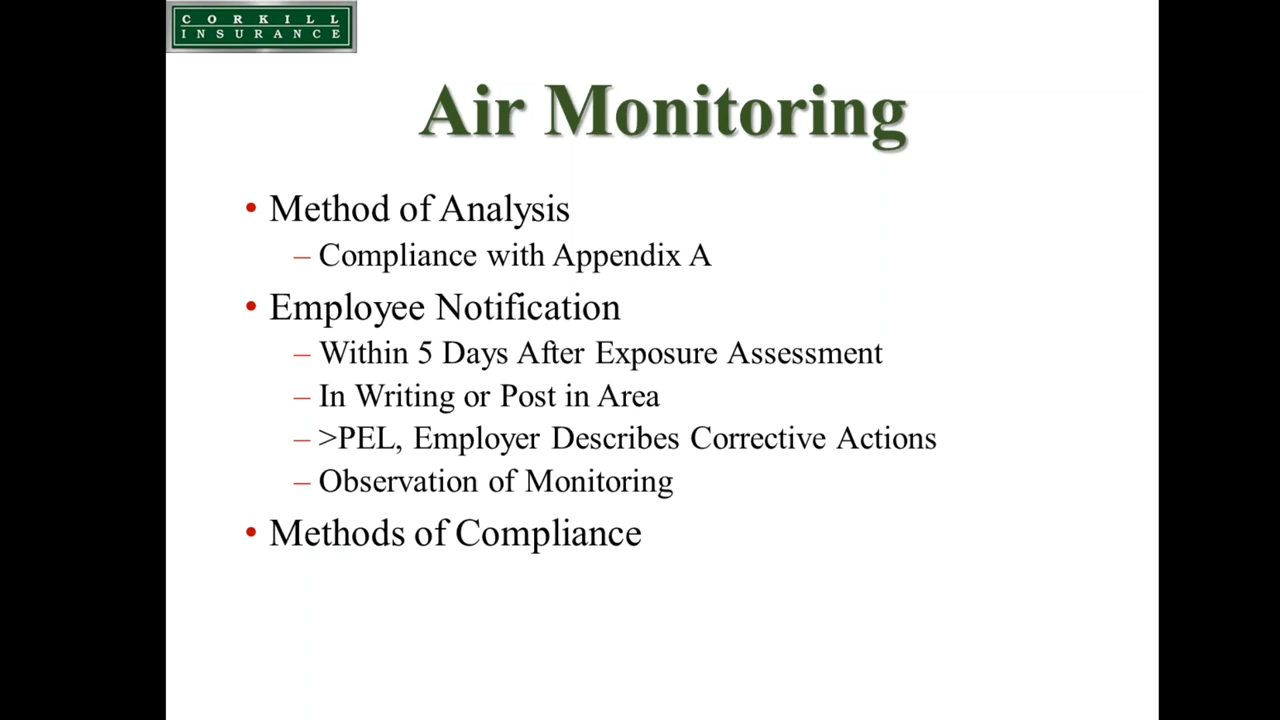 CORKILL
INSURANCE
Air Monitoring
• Method of Analysis
– Compliance with Appendix A
• Employee Notification
– Within 5 Days After Exposure Assessment
– In Writing or Post in Area
– >PEL, Employer Describes Corrective Actions
– Observation of Monitoring
• Methods of Compliance